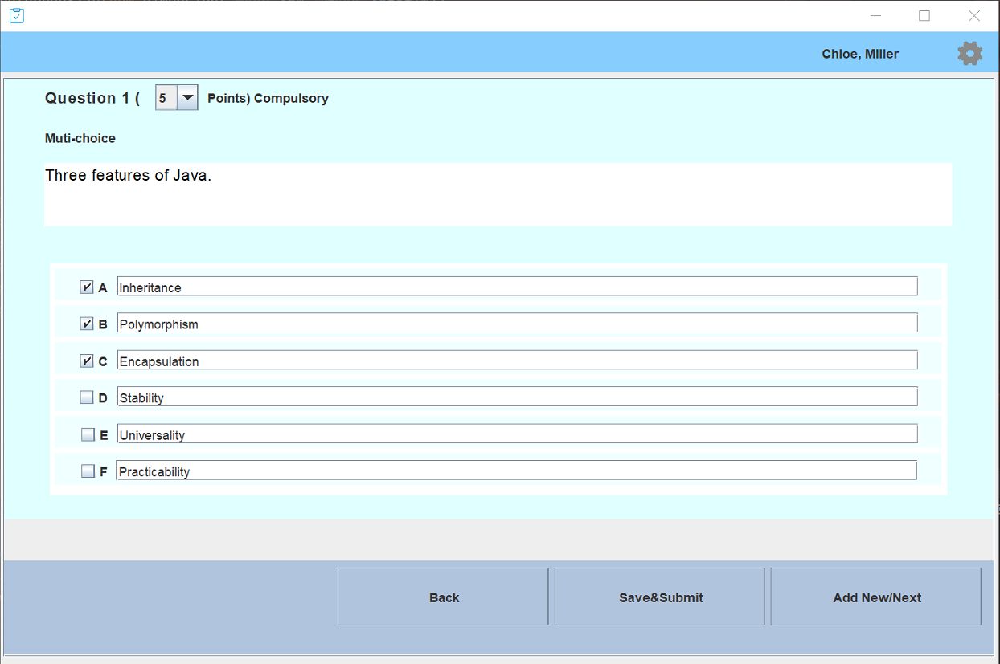 Chloe, Miller
Question 1 ( 5 Points) Compulsory
Muti-choice
Three features of Java.
A Inheritance
B Polymorphism
C Encapsulation
D Stability
E Universality
F Practicability
Back Save&Submit Add New/Next